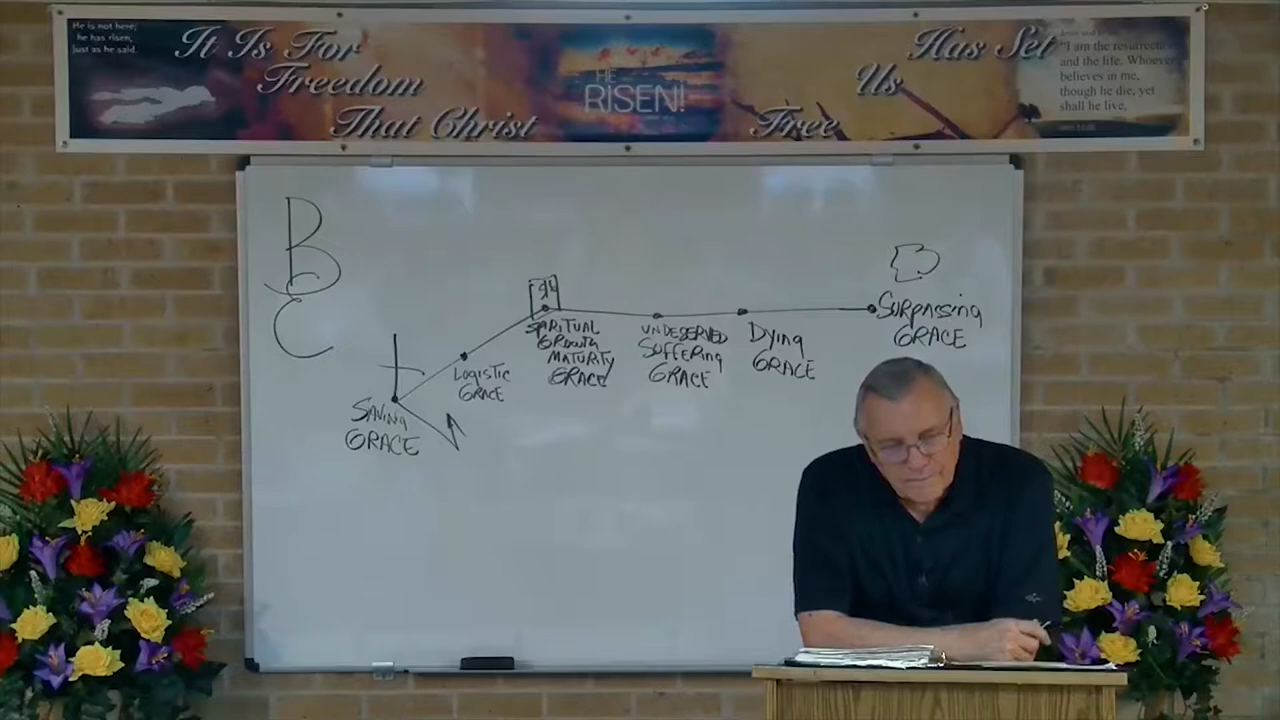 He is not here;
he has risen,
just as he said.
It Is For
Freedom
That Christ
HE
IS
RISEN!
Has Set
Us
Free
"I am the resurrection
and the life. Whoever
believes in me,
though he die, yet
shall he live,
B
C
SAVING
GRACE
LOGISTIC
GRACE
SPIRITUAL
GROWTH
MATURITY
GRACE
UNDESERVED
SUFFERING
GRACE
Dying
GRACE
SURPASSING
GRACE